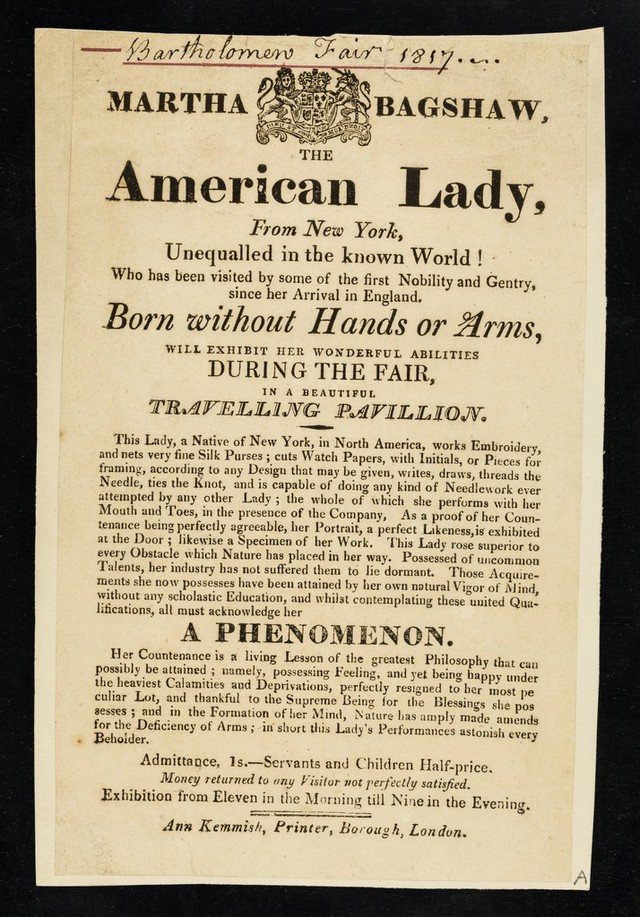 Bartholomew Fair 1817
MARTHA BAGSHAW,
THE
American Lady,
From New York,
Unequalled in the known World !
Who has been visited by some of the first Nobility and Gentry,
since her Arrival in England.
Born without Hands or Arms,
WILL EXHIBIT HER WONDERFUL ABILITIES
DURING THE FAIR,
IN A BEAUTIFUL
TRAVELLING PAVILLION.
This Lady, a Native of New York, in North America, works Embroidery,
and nets very fine Silk Purses ; cuts Watch Papers, with Initials, or Pieces for
framing, according to any Design that may be given, writes, draws, threads the
Needle, ties the Knot, and is capable of doing any kind of Needlework ever
attempted by any other Lady ; the whole of which she performs with her
Mouth and Toes, in the presence of the Company, As a proof of her Coun-
tenance being perfectly agreeable, her Portrait, a perfect Likeness, is exhibited
at the Door ; likewise a Specimen of her Work. This Lady rose superior to
every Obstacle which Nature has placed in her way. Possessed of uncommon
Talents, her industry has not suffered them to lie dormant. Those Acquire-
ments she now possesses have been attained by her own natural Vigor of Mind,
without any scholastic Education, and whilst contemplating these united Qua-
lifications, all must acknowledge her
A PHENOMENON.
Her Countenance is a living Lesson of the greatest Philosophy that can
possibly be attained ; namely, possessing Feeling, and yet being happy under
the heaviest Calamities and Deprivations, perfectly resigned to her most pe
culiar Lot, and thankful to the Supreme Being for the Blessings she pos
sesses ; and in the Formation of her Mind, Nature has amply made amends
for the Deficiency of Arms ; in short this Lady's Performances astonish every
Beholder.
Admittance, 1s.—Servants and Children Half-price.
Money returned to any Visitor not perfectly satisfied.
Exhibition from Eleven in the Morning till Nine in the Evening.
Ann Kemmish, Printer, Borough, London.
A